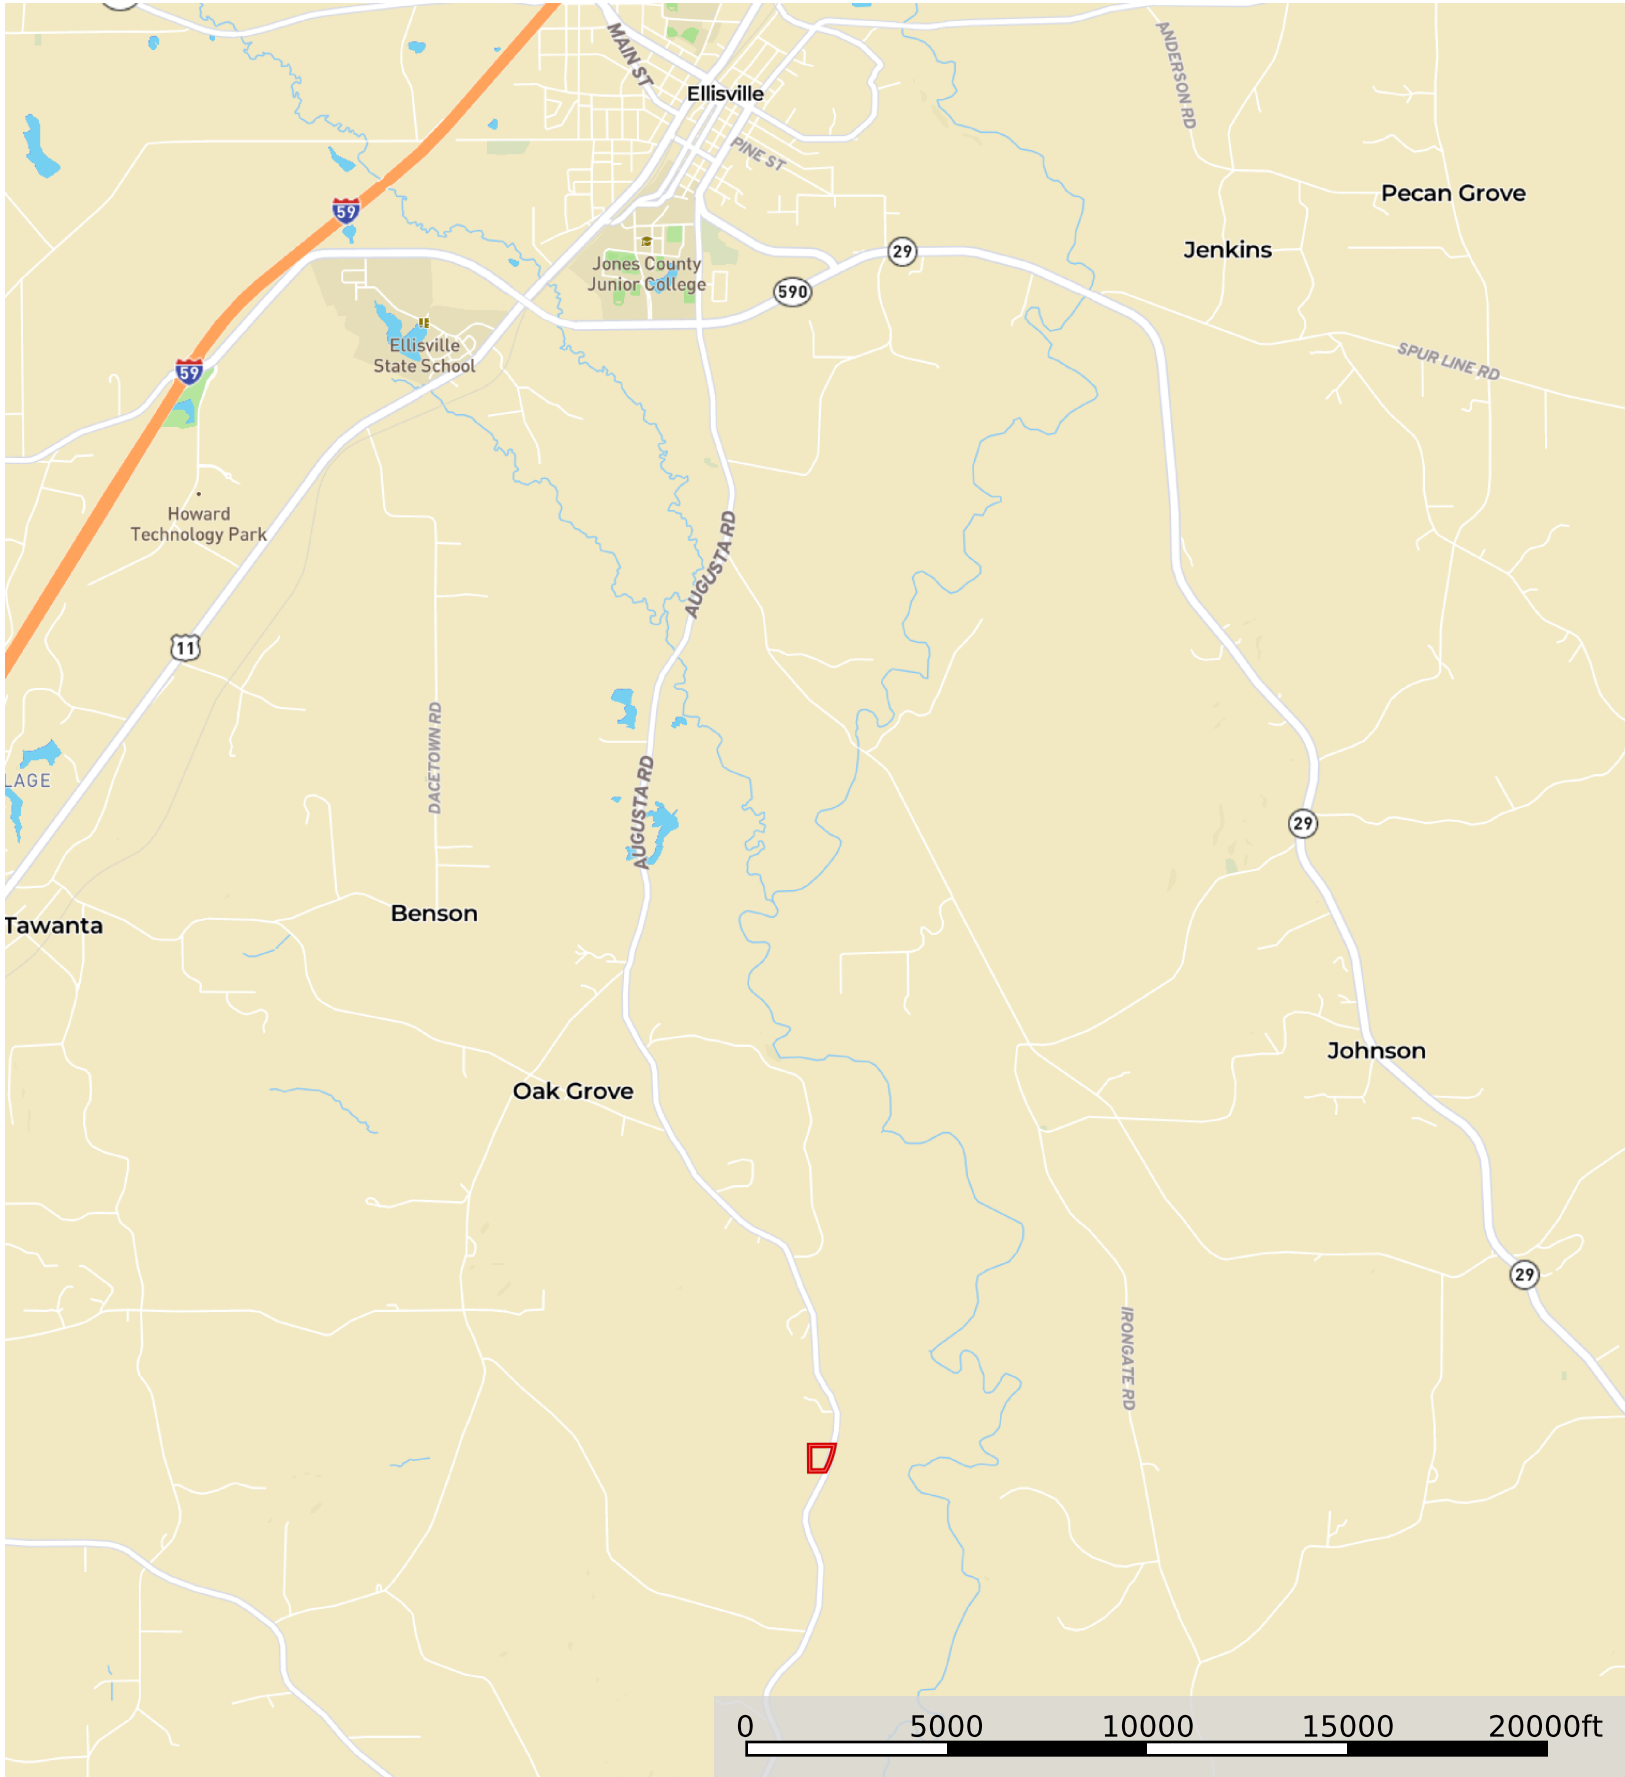 MAIN ST
ANDERSON RD
Ellisville
PINE ST
Pecan Grove
59
Jenkins
29
Jones County
Junior College
590
Ellisville
State School
59
SPUR LINE RD
Howard
Technology Park
AUGUSTA RD
11
DACETOWN RD
AUGUSTA RD
LAGE
29
Benson
Tawanta
Johnson
Oak Grove
29
IRONGATE RD
0 5000 10000 15000 20000ft